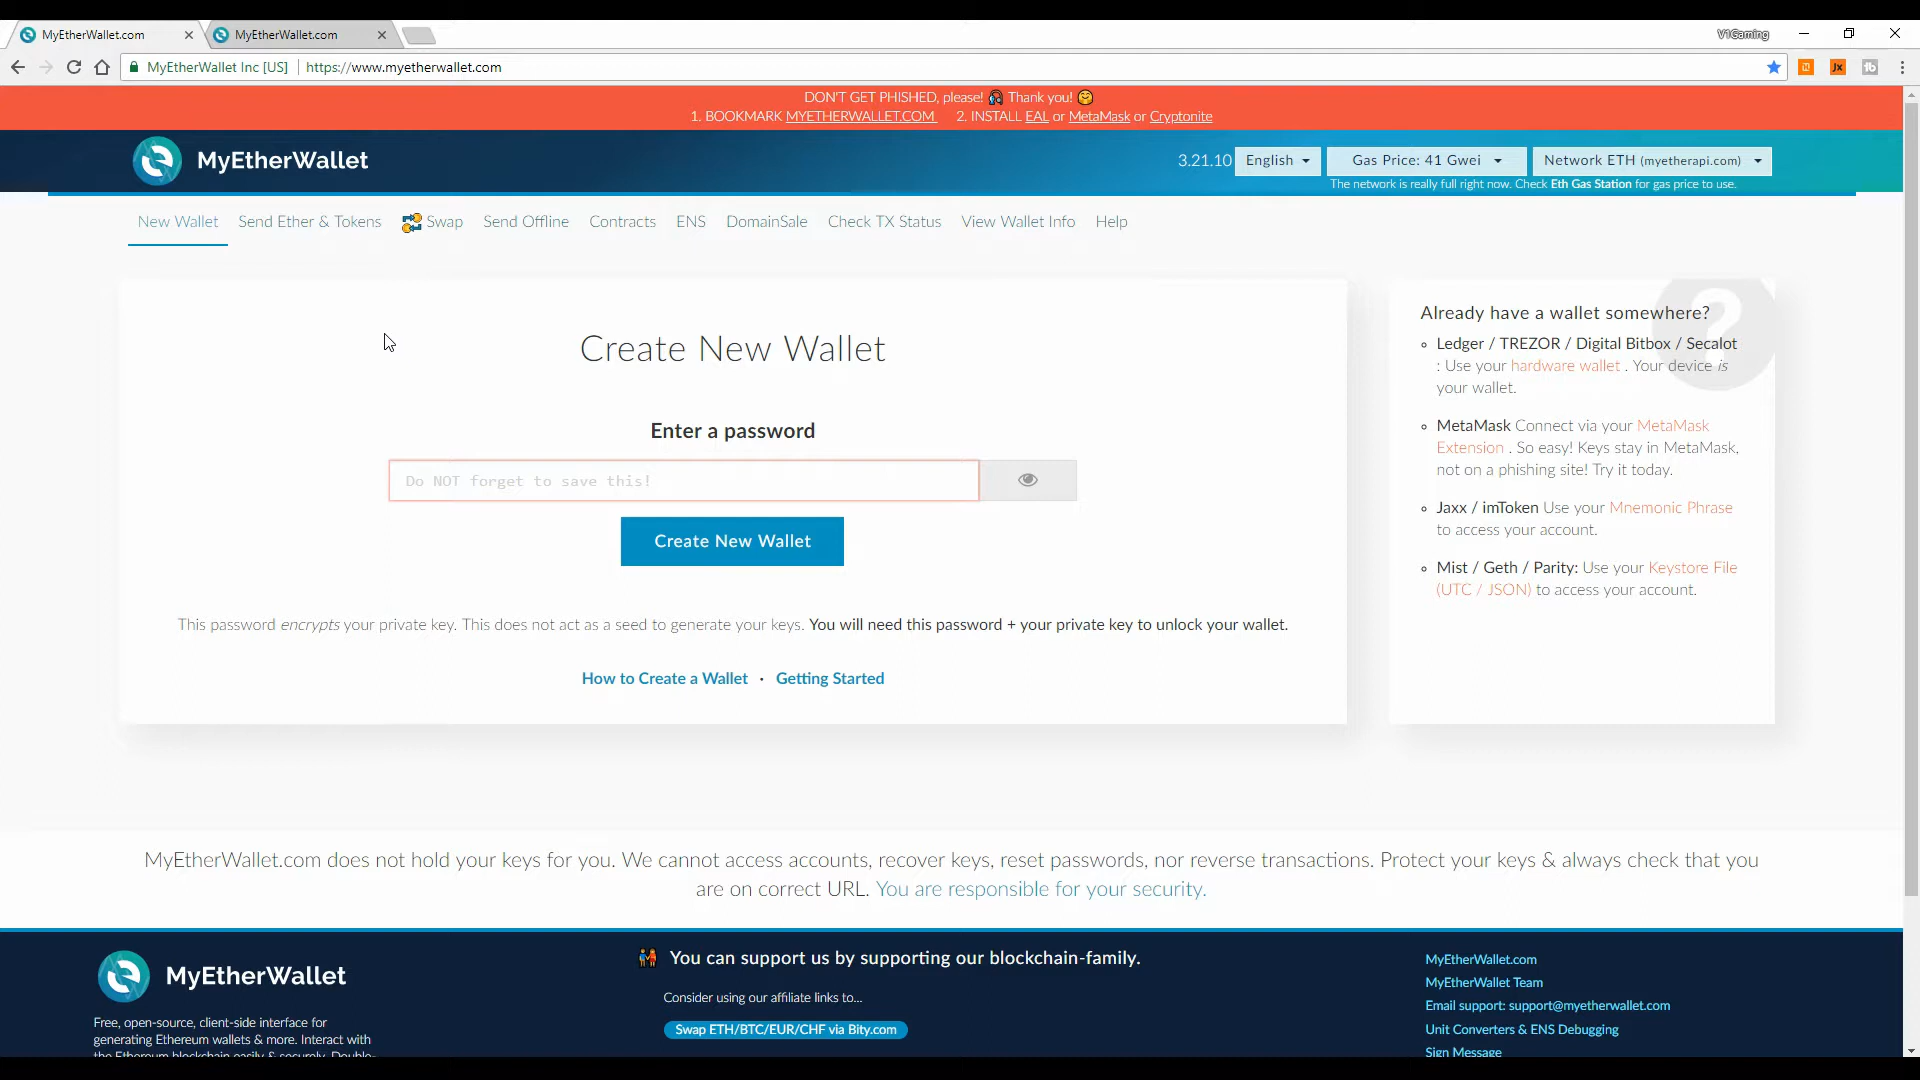 MyEtherWallet.com
MyEtherWallet.com
V1Gaming
MyEtherWallet Inc [US]
https://www.myetherwallet.com
DON'T GET PHISHED, please! Thank you!
1. BOOKMARK MYETHERWALLET.COM 2. INSTALL EAL or MetaMask or Cryptonite
MyEtherWallet
3.21.10
English
Gas Price: 41 Gwei
Network ETH (myetherapi.com)
The network is really full right now. Check Eth Gas Station for gas price to use.
New Wallet
Send Ether & Tokens
Swap
Send Offline
Contracts
ENS
DomainSale
Check TX Status
View Wallet Info
Help
Create New Wallet
Enter a password
Do NOT forget to save this!
Create New Wallet
This password encrypts your private key. This does not act as a seed to generate your keys. You will need this password + your private key to unlock your wallet.
How to Create a Wallet · Getting Started
Already have a wallet somewhere?
Ledger / TREZOR / Digital Bitbox / Secalot
: Use your hardware wallet . Your device is
your wallet.
MetaMask Connect via your MetaMask
Extension . So easy! Keys stay in MetaMask,
not on a phishing site! Try it today.
Jaxx / imToken Use your Mnemonic Phrase
to access your account.
Mist / Geth / Parity: Use your Keystore File
(UTC / JSON) to access your account.
MyEtherWallet.com does not hold your keys for you. We cannot access accounts, recover keys, reset passwords, nor reverse transactions. Protect your keys & always check that you
are on correct URL. You are responsible for your security.
MyEtherWallet
Free, open-source, client-side interface for
generating Ethereum wallets & more. Interact with
the Ethereum blockchain easily & securely. Double-
You can support us by supporting our blockchain-family.
Consider using our affiliate links to...
Swap ETH/BTC/EUR/CHF via Bity.com
MyEtherWallet.com
MyEtherWallet Team
Email support: support@myetherwallet.com
Unit Converters & ENS Debugging
Sign Message